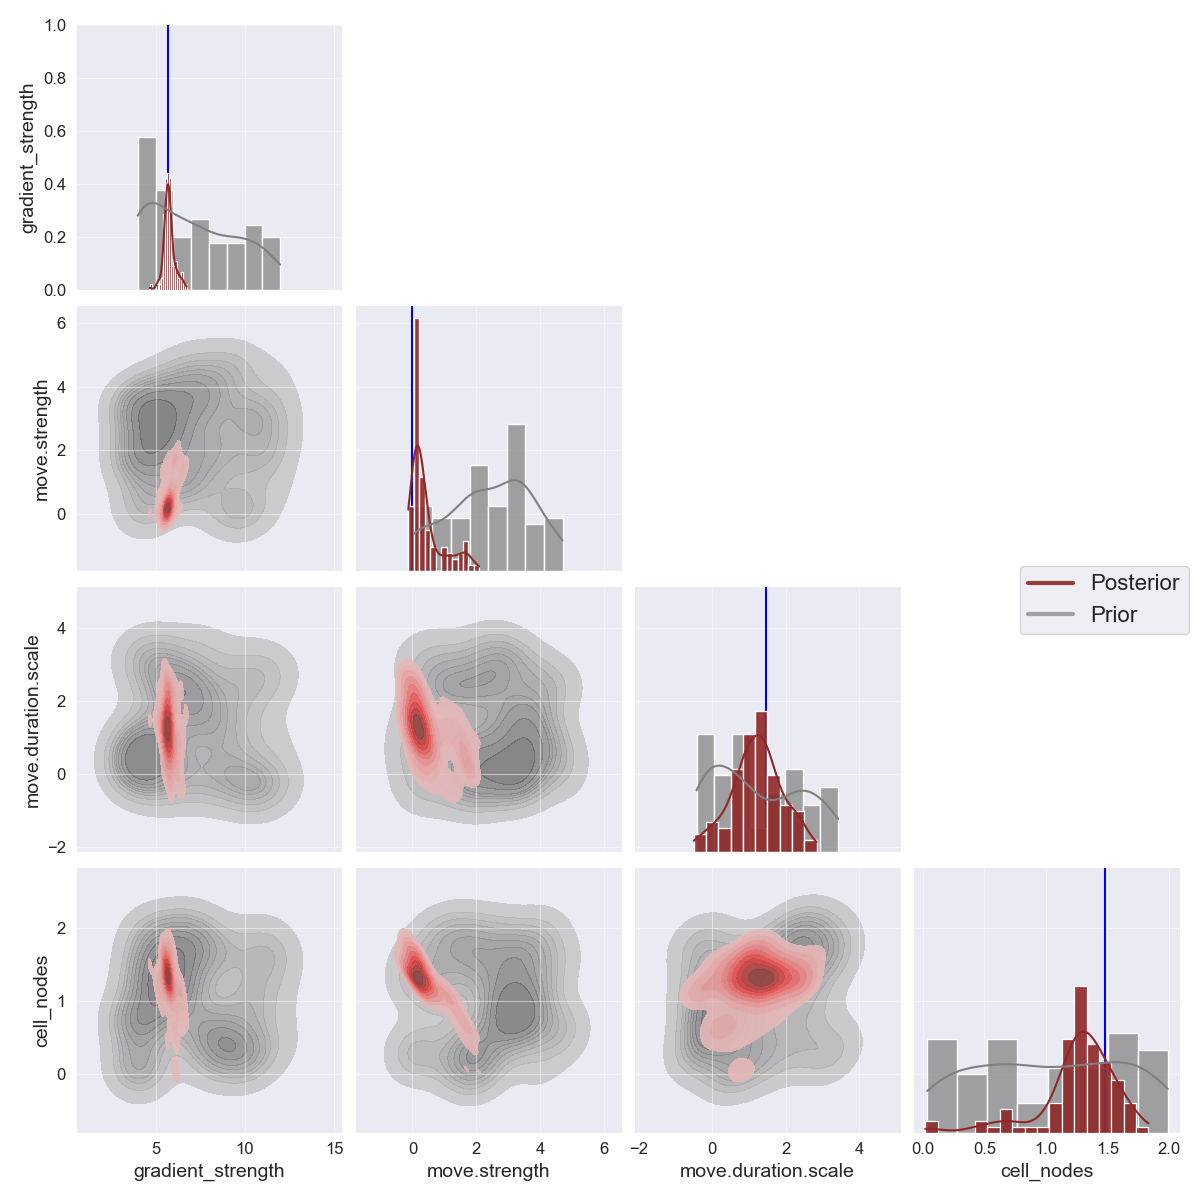 1.0
0.8
0.6
0.4
0.2
0.0
gradient_strength
6
4
2
0
move.strength
4
2
0
−2
move.duration.scale
Posterior
Prior
2
1
0
cell_nodes
5 10 15
0 2 4 6
−2 0 2 4
0.0 0.5 1.0 1.5 2.0
gradient_strength
move.strength
move.duration.scale
cell_nodes